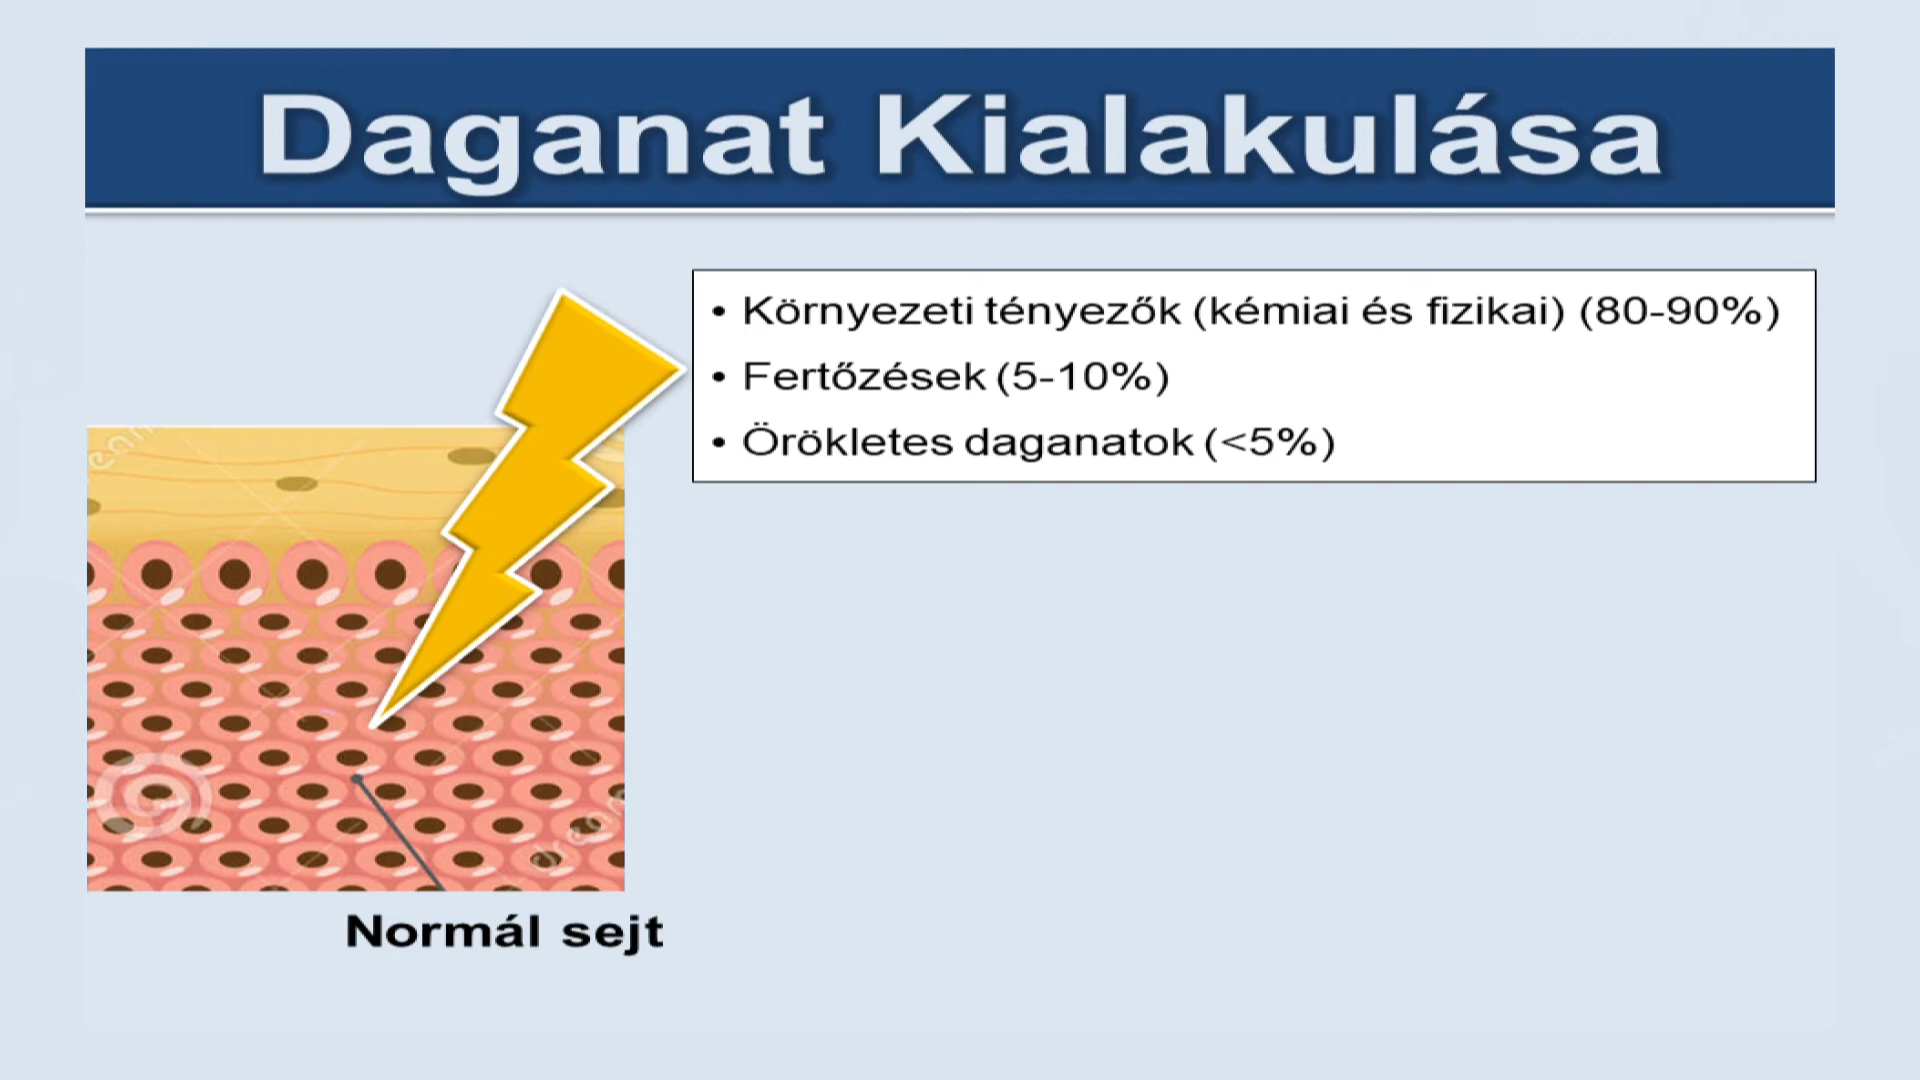 Daganat Kialakulása
• Környezeti tényezők (kémiai és fizikai) (80-90%)
• Fertőzések (5-10%)
• Örökletes daganatok (<5%)
Normál sejt